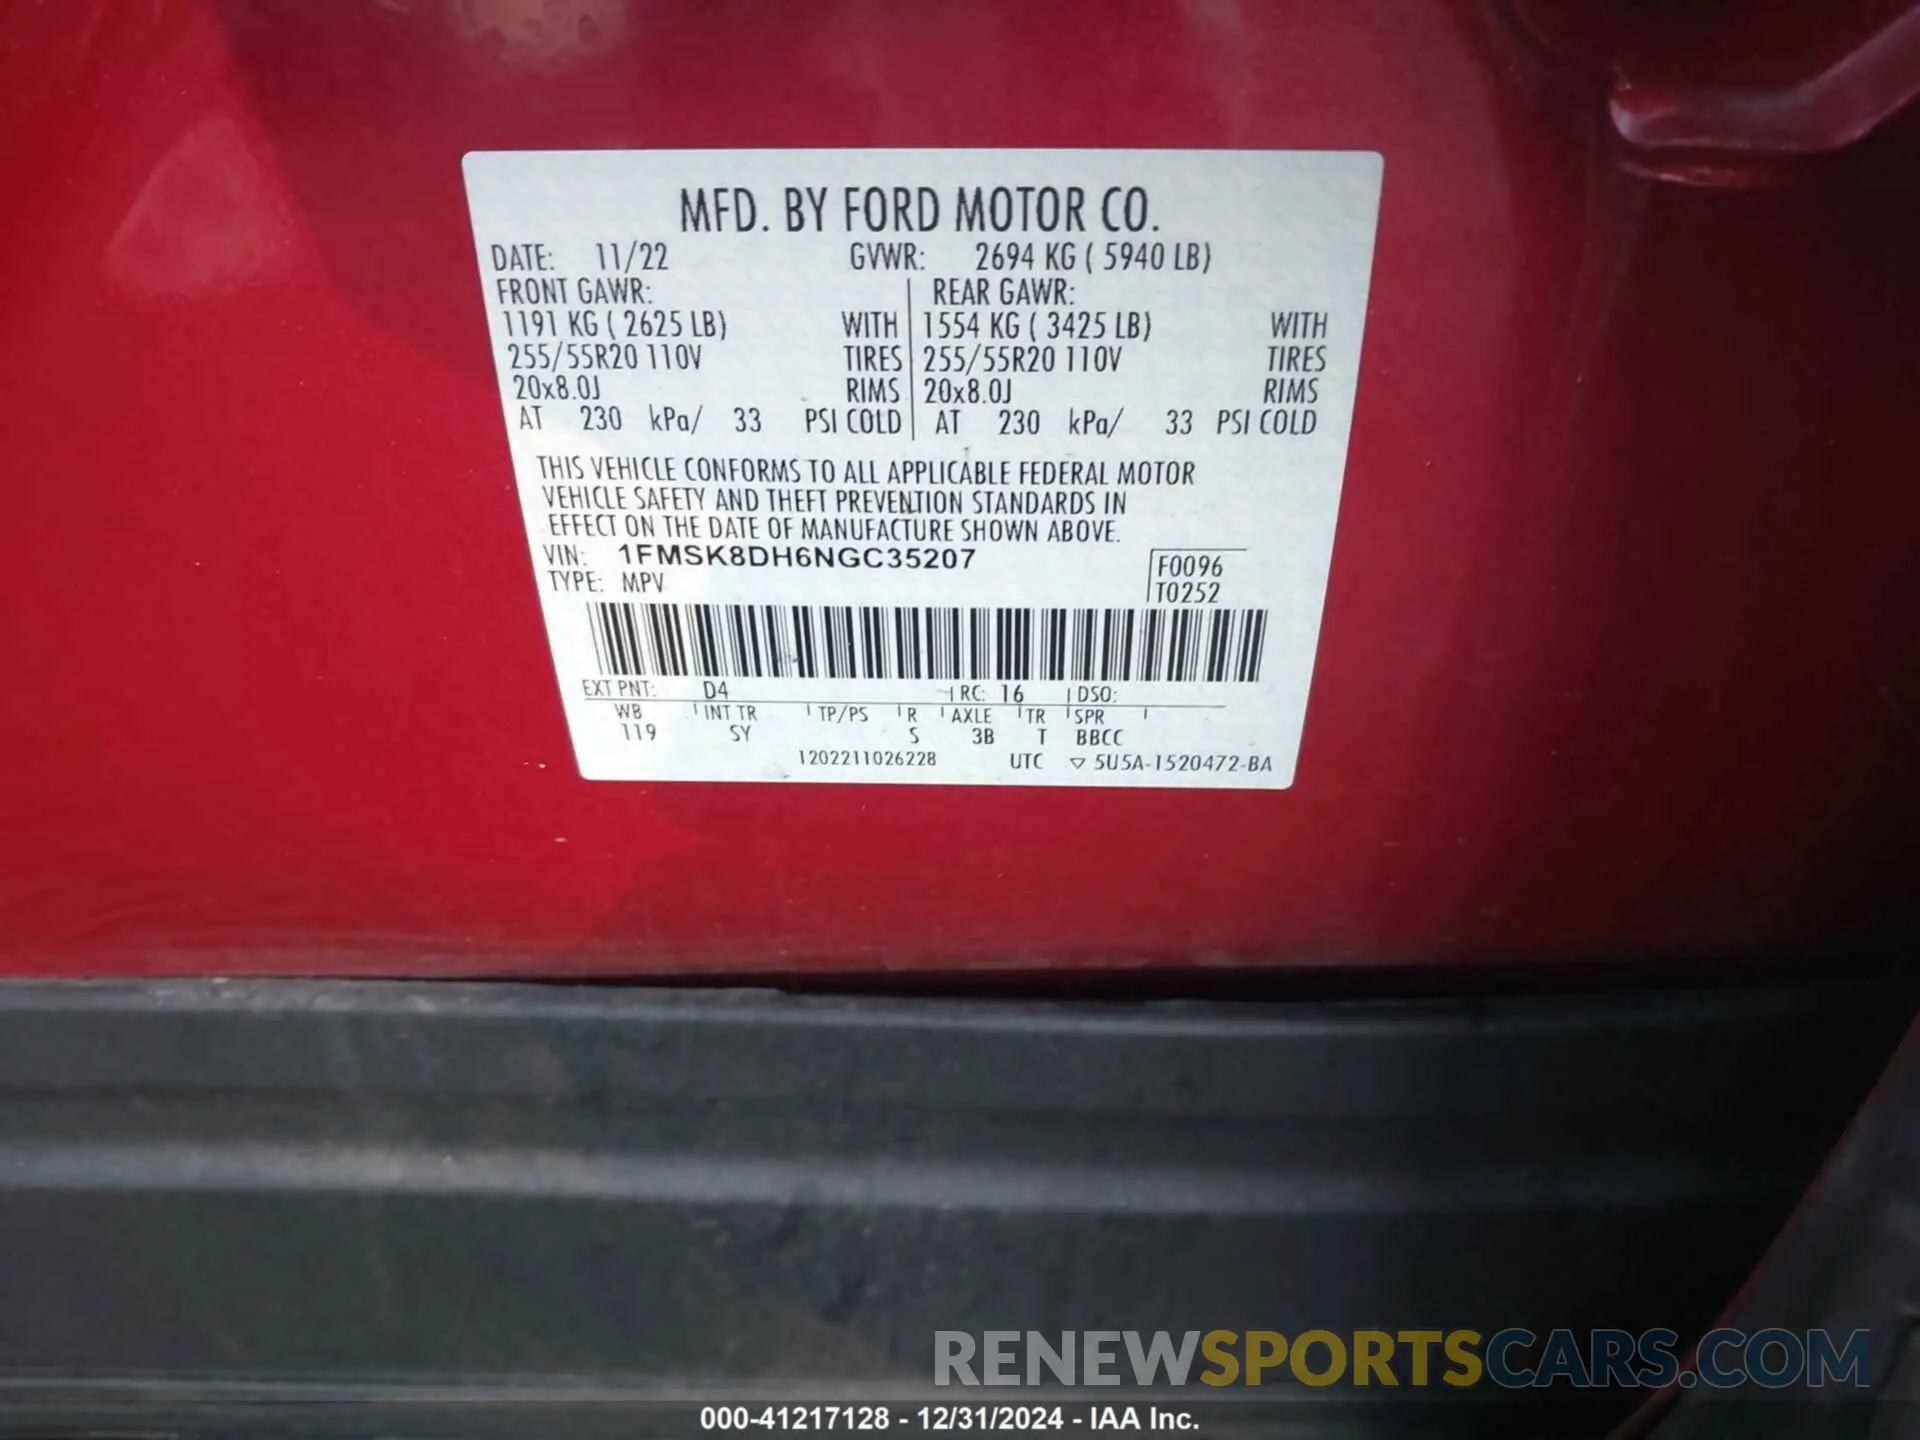 MFD. BY FORD MOTOR CO.
DATE: 11/22 GVWR: 2694 KG ( 5940 LB)
FRONT GAWR: REAR GAWR:
1191 KG ( 2625 LB) WITH 1554 KG ( 3425 LB) WITH
255/55R20 110V TIRES 255/55R20 110V TIRES
20x8.0J RIMS 20x8.0J RIMS
AT 230 kPa/ 33 PSI COLD AT 230 kPa/ 33 PSI COLD
THIS VEHICLE CONFORMS TO ALL APPLICABLE FEDERAL MOTOR
VEHICLE SAFETY AND THEFT PREVENTION STANDARDS IN
EFFECT ON THE DATE OF MANUFACTURE SHOWN ABOVE.
VIN: 1FMSK8DH6NGC35207 F0096
TYPE: MPV T0252
EXT PNT: D4 RC: 16 DSO:
WB INT TR TP/PS R AXLE TR SPR
119 SY S 3B T BBCC
1202211026228 UTC ▽ 5U5A-1520472-BA
RENEWSPORTSCARS.COM
000-41217128 - 12/31/2024 - IAA Inc.